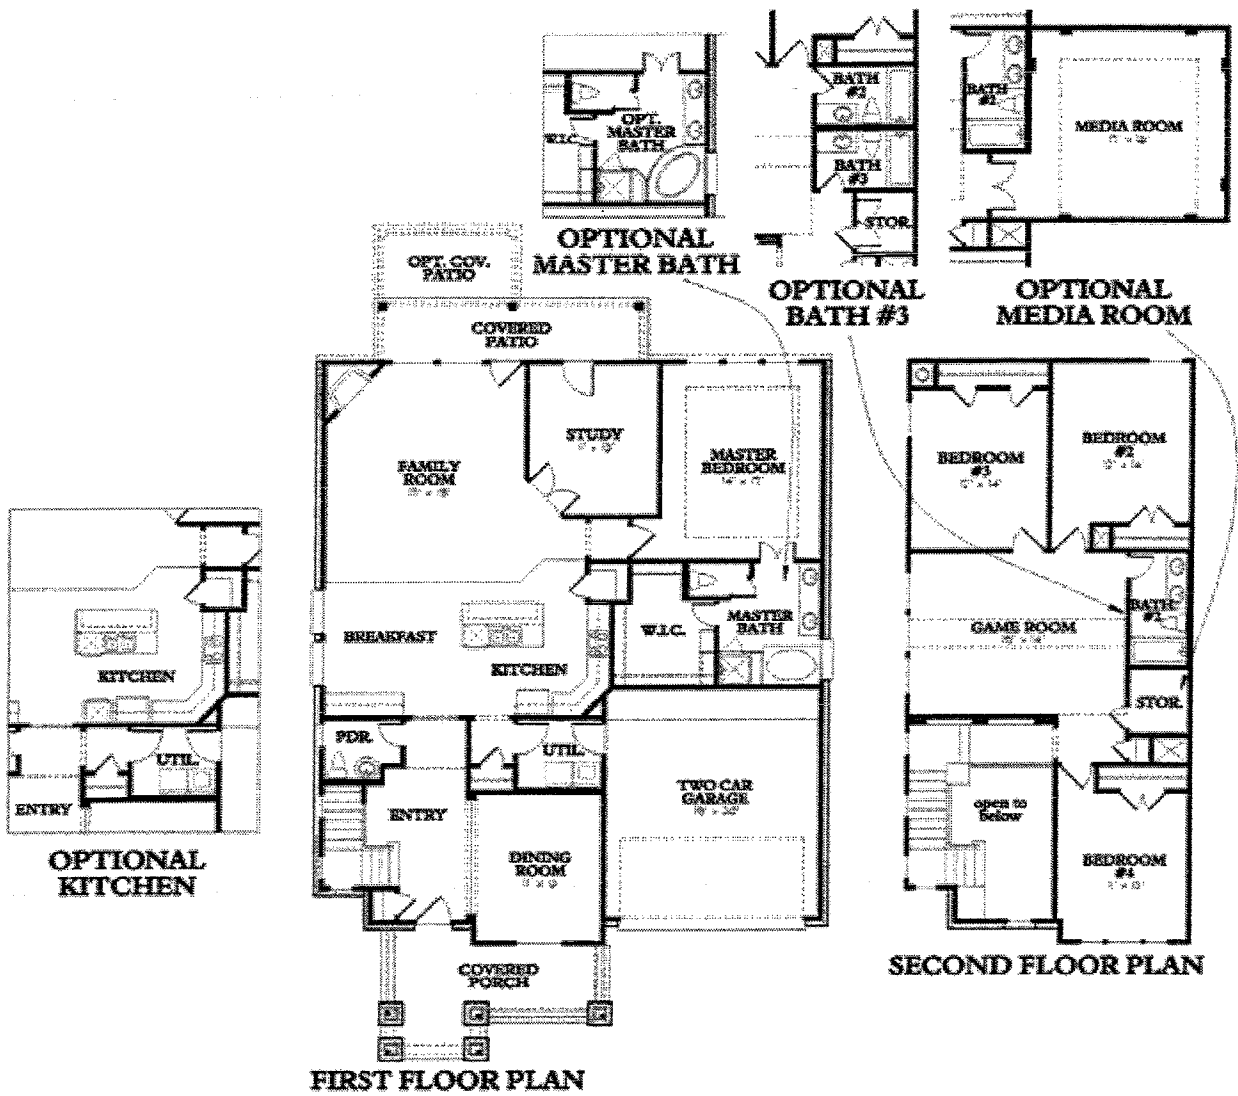 OPT.
MASTER
BATH
W.I.C.
OPTIONAL
MASTER BATH
BATH
#2
BATH
#3
STOR.
OPTIONAL
BATH #3
BATH
#2
MEDIA ROOM
OPTIONAL
MEDIA ROOM
OPT. COV.
PATIO
COVERED
PATIO
STUDY
FAMILY
ROOM
MASTER
BEDROOM
BREAKFAST
KITCHEN
W.I.C.
MASTER
BATH
PDR.
UTIL.
ENTRY
TWO CAR
GARAGE
DINING
ROOM
COVERED
PORCH
FIRST FLOOR PLAN
KITCHEN
UTIL.
ENTRY
OPTIONAL
KITCHEN
BEDROOM
#3
BEDROOM
#2
GAME ROOM
BATH
#2
STOR.
open to
below
BEDROOM
#4
SECOND FLOOR PLAN